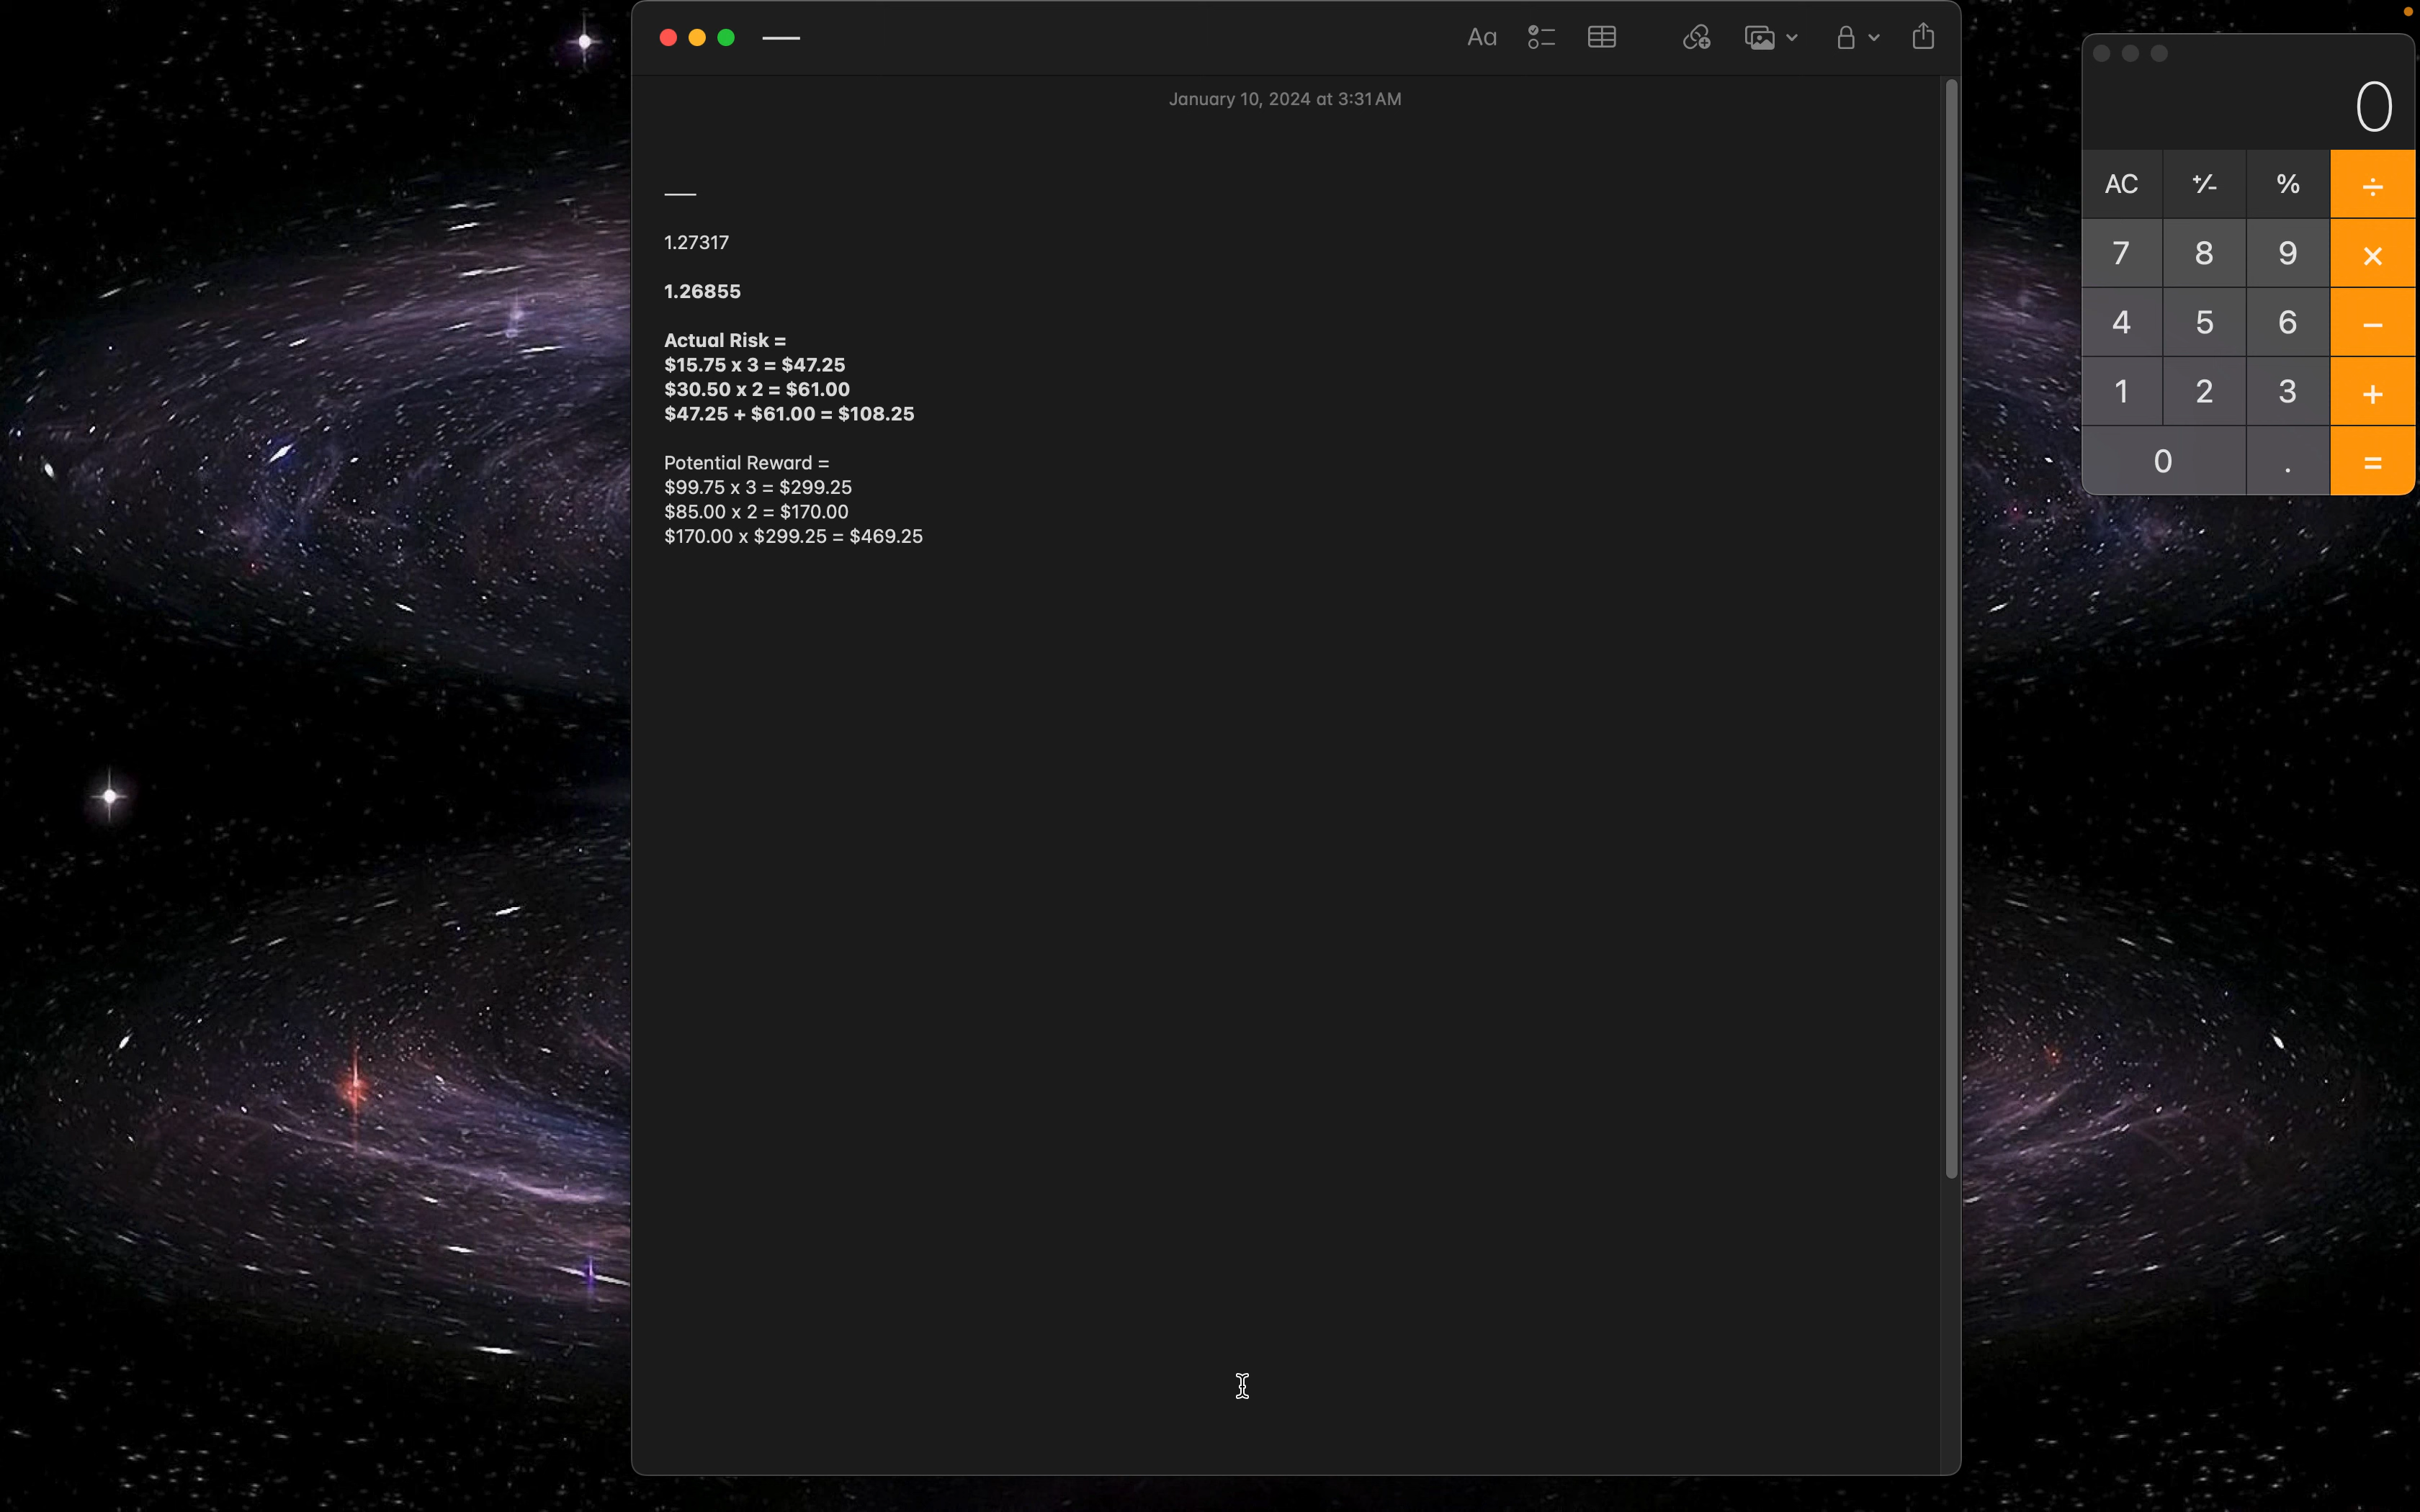 Aa
January 10, 2024 at 3:31 AM
——
1.27317
1.26855
Actual Risk =
$15.75 x 3 = $47.25
$30.50 x 2 = $61.00
$47.25 + $61.00 = $108.25
Potential Reward =
$99.75 x 3 = $299.25
$85.00 x 2 = $170.00
$170.00 x $299.25 = $469.25
0
AC ⁺∕₋ % ÷
7 8 9 ×
4 5 6 −
1 2 3 +
0 . =